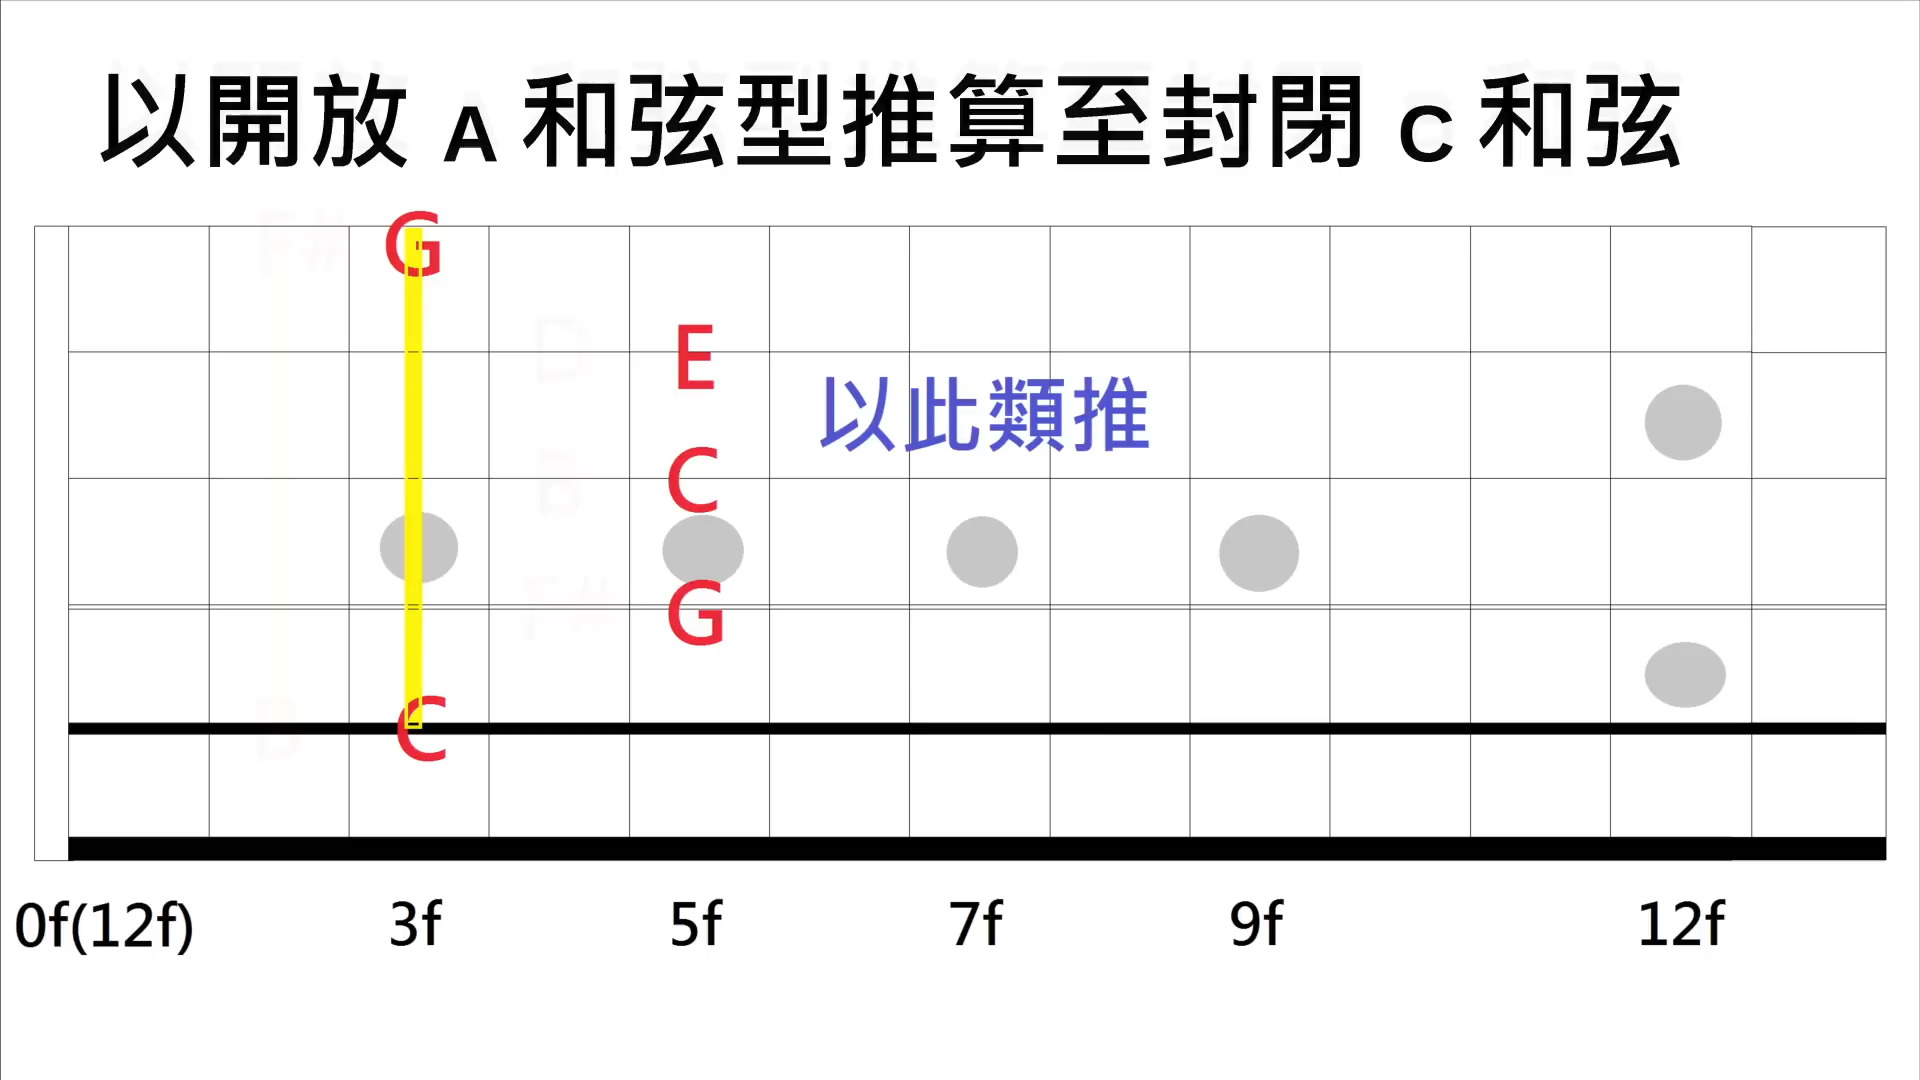 以開放 A 和弦型推算至封閉 C 和弦
F# G
D E
以此類推
B C
F# G
B C
0f(12f) 3f 5f 7f 9f 12f